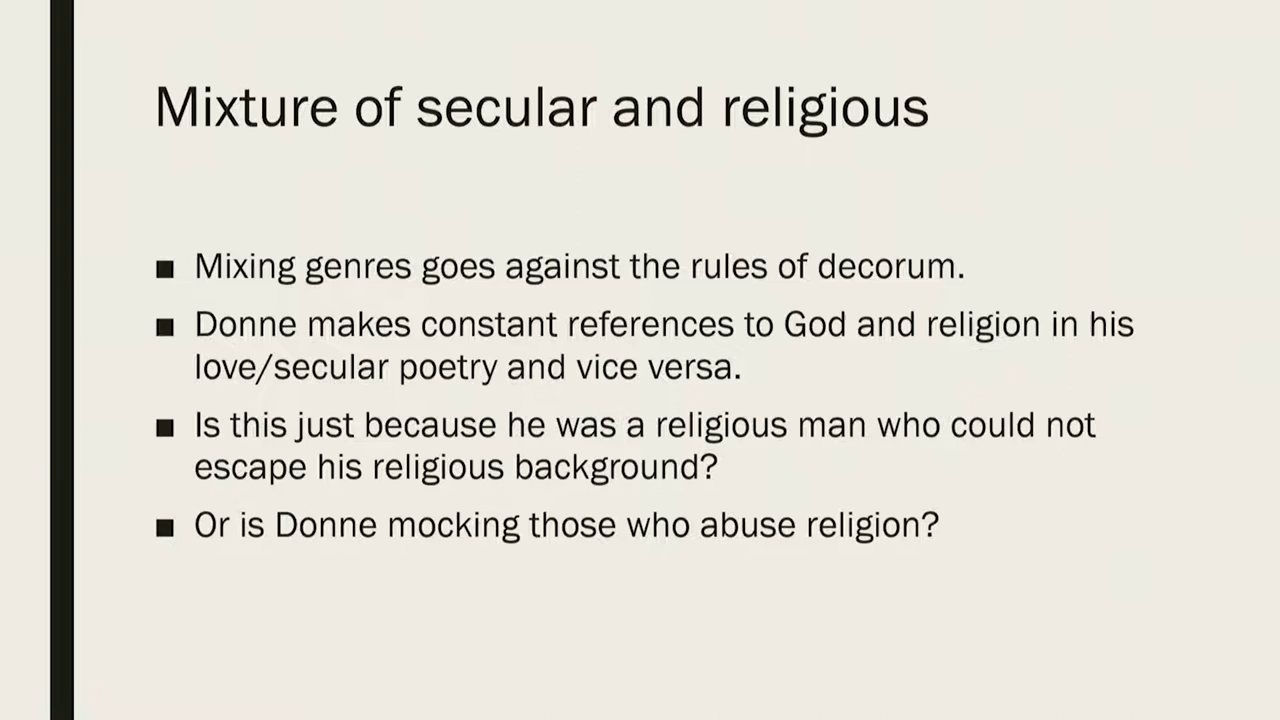 Mixture of secular and religious
■ Mixing genres goes against the rules of decorum.
■ Donne makes constant references to God and religion in his
love/secular poetry and vice versa.
■ Is this just because he was a religious man who could not
escape his religious background?
■ Or is Donne mocking those who abuse religion?